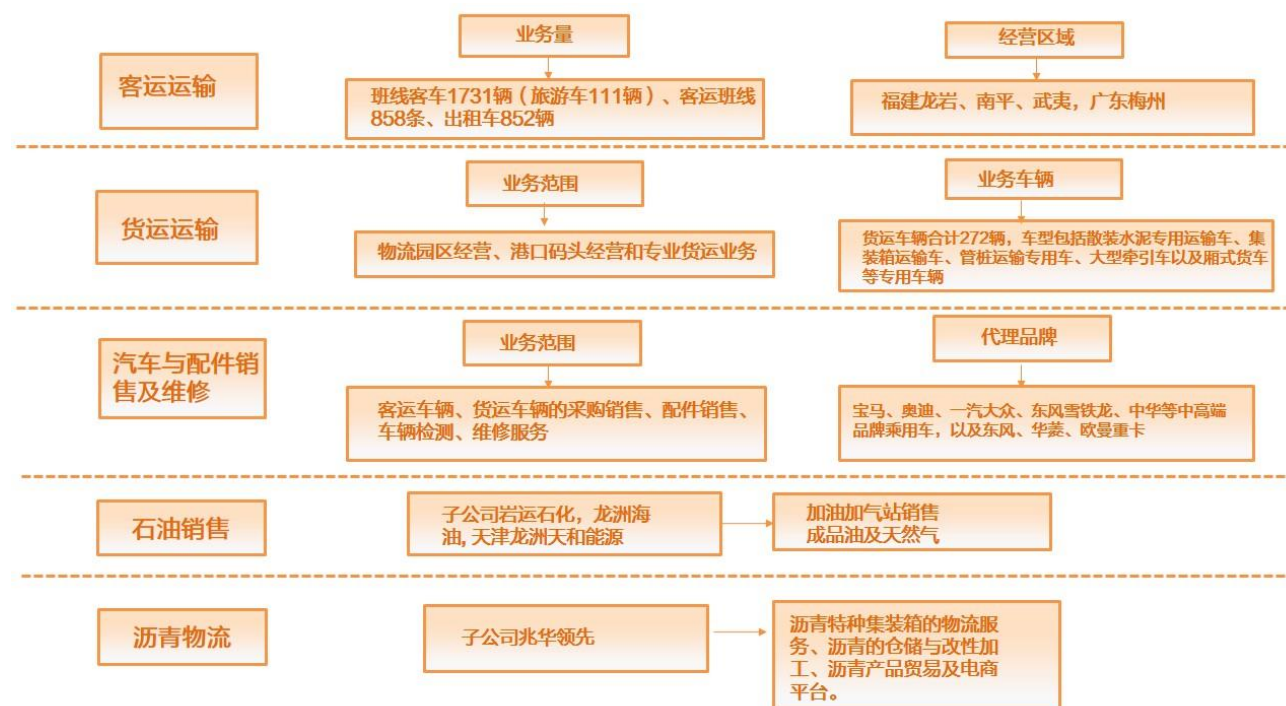 业务量
经营区域
客运运输
班线客车1731辆（旅游车111辆）、客运班线
858条、出租车852辆
福建龙岩、南平、武夷，广东梅州
业务范围
业务车辆
货运运输
物流园区经营、港口码头经营和专业货运业务
货运车辆合计272辆，车型包括散装水泥专用运输车、集
装箱运输车、管桩运输专用车、大型牵引车以及厢式货车
等专用车辆
业务范围
代理品牌
汽车与配件销
售及维修
客运车辆、货运车辆的采购销售、配件销售、
车辆检测、维修服务
宝马、奥迪、一汽大众、东风雪铁龙、中华等中高端
品牌乘用车，以及东风、华菱、欧曼重卡
石油销售
子公司岩运石化，龙洲海
油, 天津龙洲天和能源
加油加气站销售
成品油及天然气
沥青物流
子公司兆华领先
沥青特种集装箱的物流服
务、沥青的仓储与改性加
工、沥青产品贸易及电商
平台。